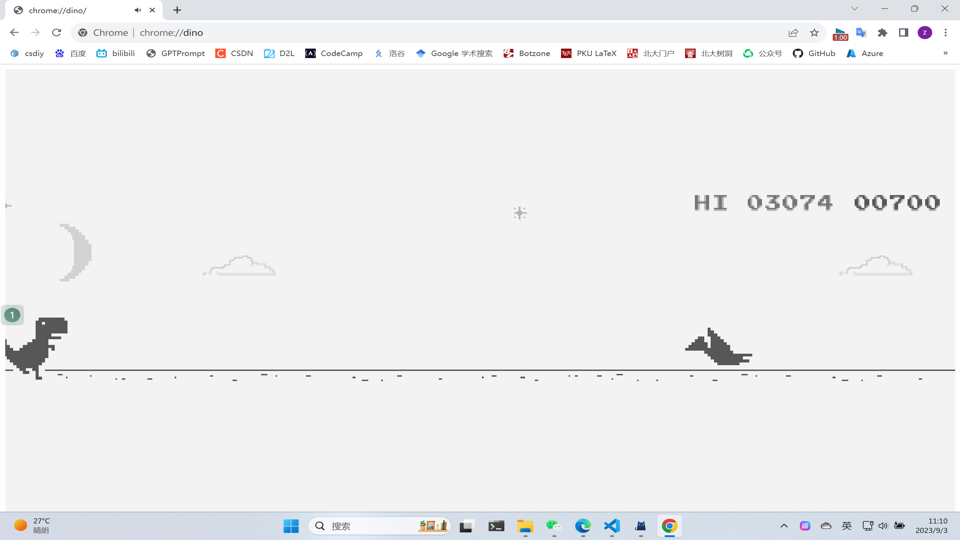 chrome://dino/
Chrome | chrome://dino
1.00
z
csdiy 百度 bilibili GPTPrompt CSDN D2L CodeCamp 洛谷 Google 学术搜索 Botzone PKU LaTeX 北大门户 北大树洞 公众号 GitHub Azure »
HI 03074 00700
1
27°C
晴朗
搜索
英
11:10
2023/9/3